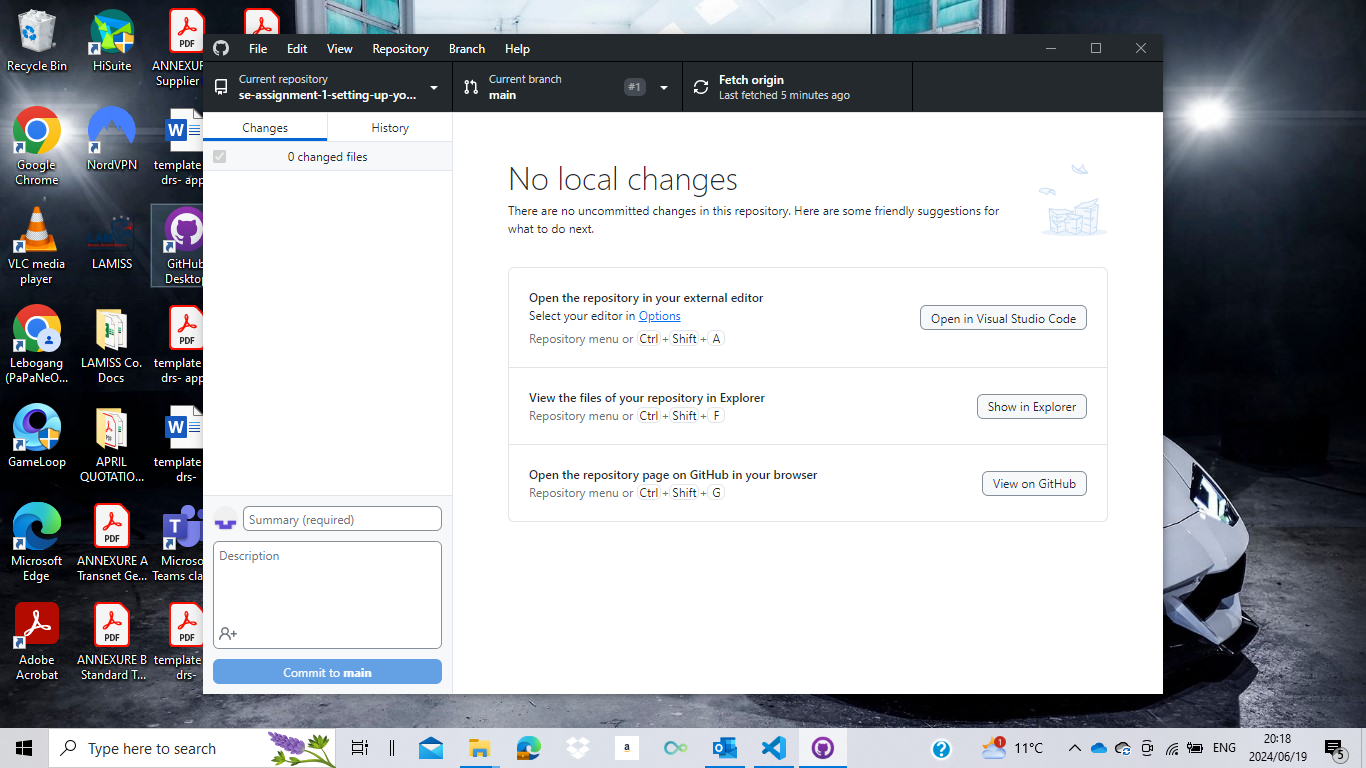 Recycle Bin
HiSuite
ANNEXURE
Supplier
Google
Chrome
NordVPN
template
drs- app
VLC media
player
LAMISS
GitHub
Desktop
Lebogang
(PaPaNeO...
LAMISS Co.
Docs
template
drs- app
GameLoop
APRIL
QUOTATIO...
template
drs-
Microsoft
Edge
ANNEXURE A
Transnet Ge...
Microso
Teams cla
Adobe
Acrobat
ANNEXURE B
Standard T...
template
drs-
File Edit View Repository Branch Help
Current repository
se-assignment-1-setting-up-yo...
Current branch
main
#1
Fetch origin
Last fetched 5 minutes ago
Changes
History
0 changed files
No local changes
There are no uncommitted changes in this repository. Here are some friendly suggestions for
what to do next.
Open the repository in your external editor
Select your editor in Options
Repository menu or Ctrl + Shift + A
Open in Visual Studio Code
View the files of your repository in Explorer
Repository menu or Ctrl + Shift + F
Show in Explorer
Open the repository page on GitHub in your browser
Repository menu or Ctrl + Shift + G
View on GitHub
Summary (required)
Description
Commit to main
Type here to search
11°C
ENG
20:18
2024/06/19
5